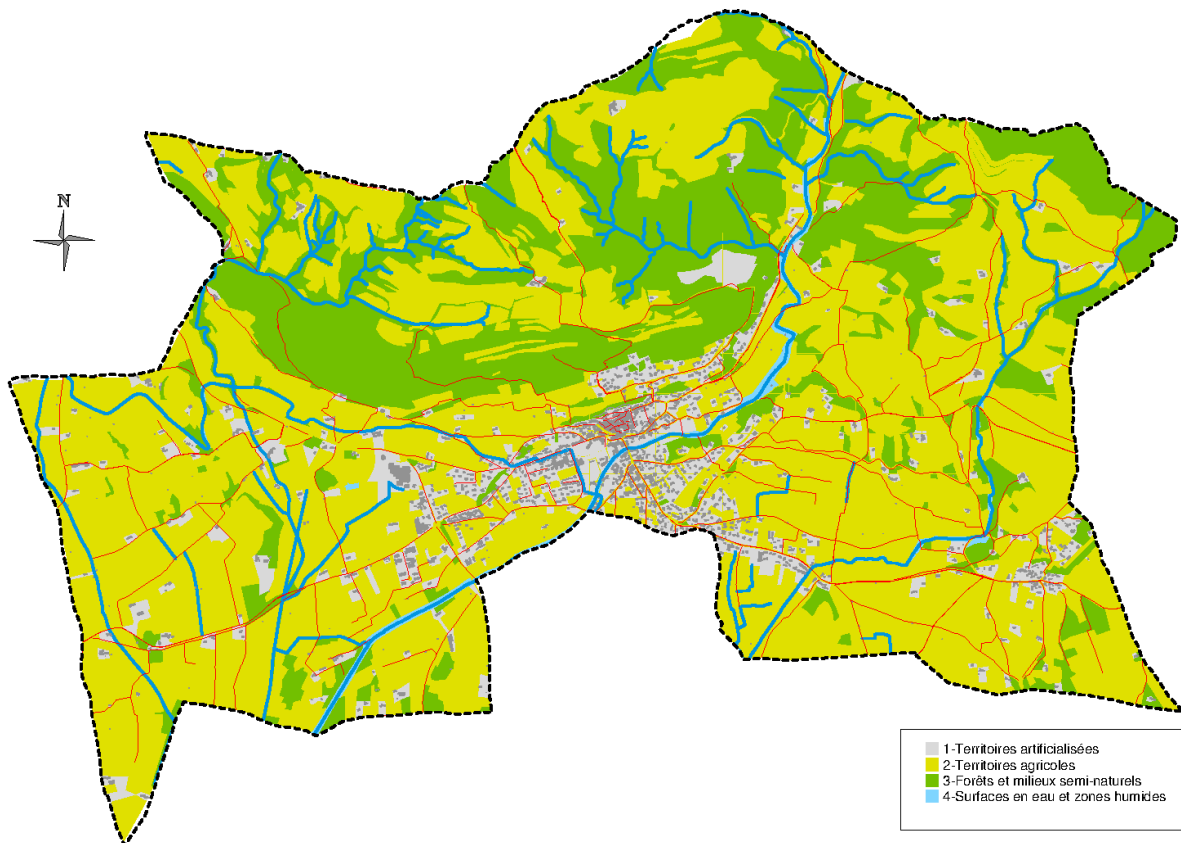 N
1-Territoires artificialisées
2-Territoires agricoles
3-Forêts et milieux semi-naturels
4-Surfaces en eau et zones humides